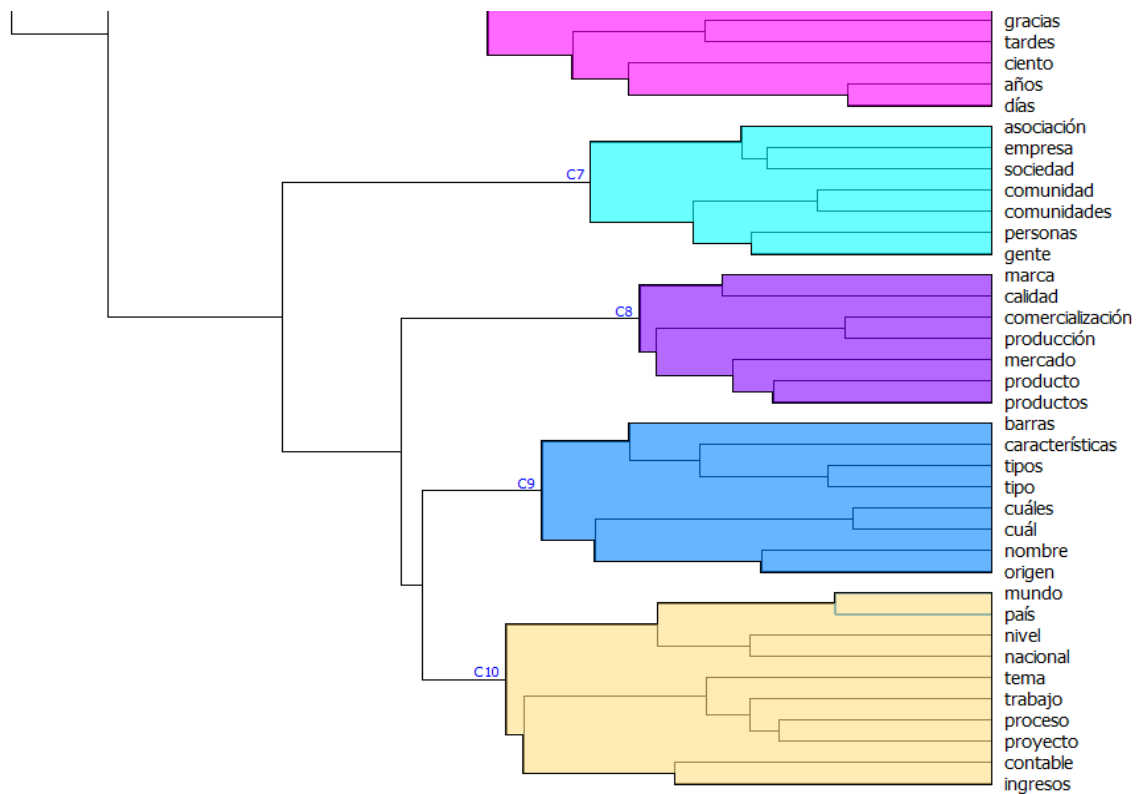 gracias
tardes
ciento
años
días
asociación
empresa
sociedad
C7
comunidad
comunidades
personas
gente
marca
calidad
C8
comercialización
producción
mercado
producto
productos
barras
características
tipos
C9
tipo
cuáles
cuál
nombre
origen
mundo
país
nivel
nacional
C10
tema
trabajo
proceso
proyecto
contable
ingresos